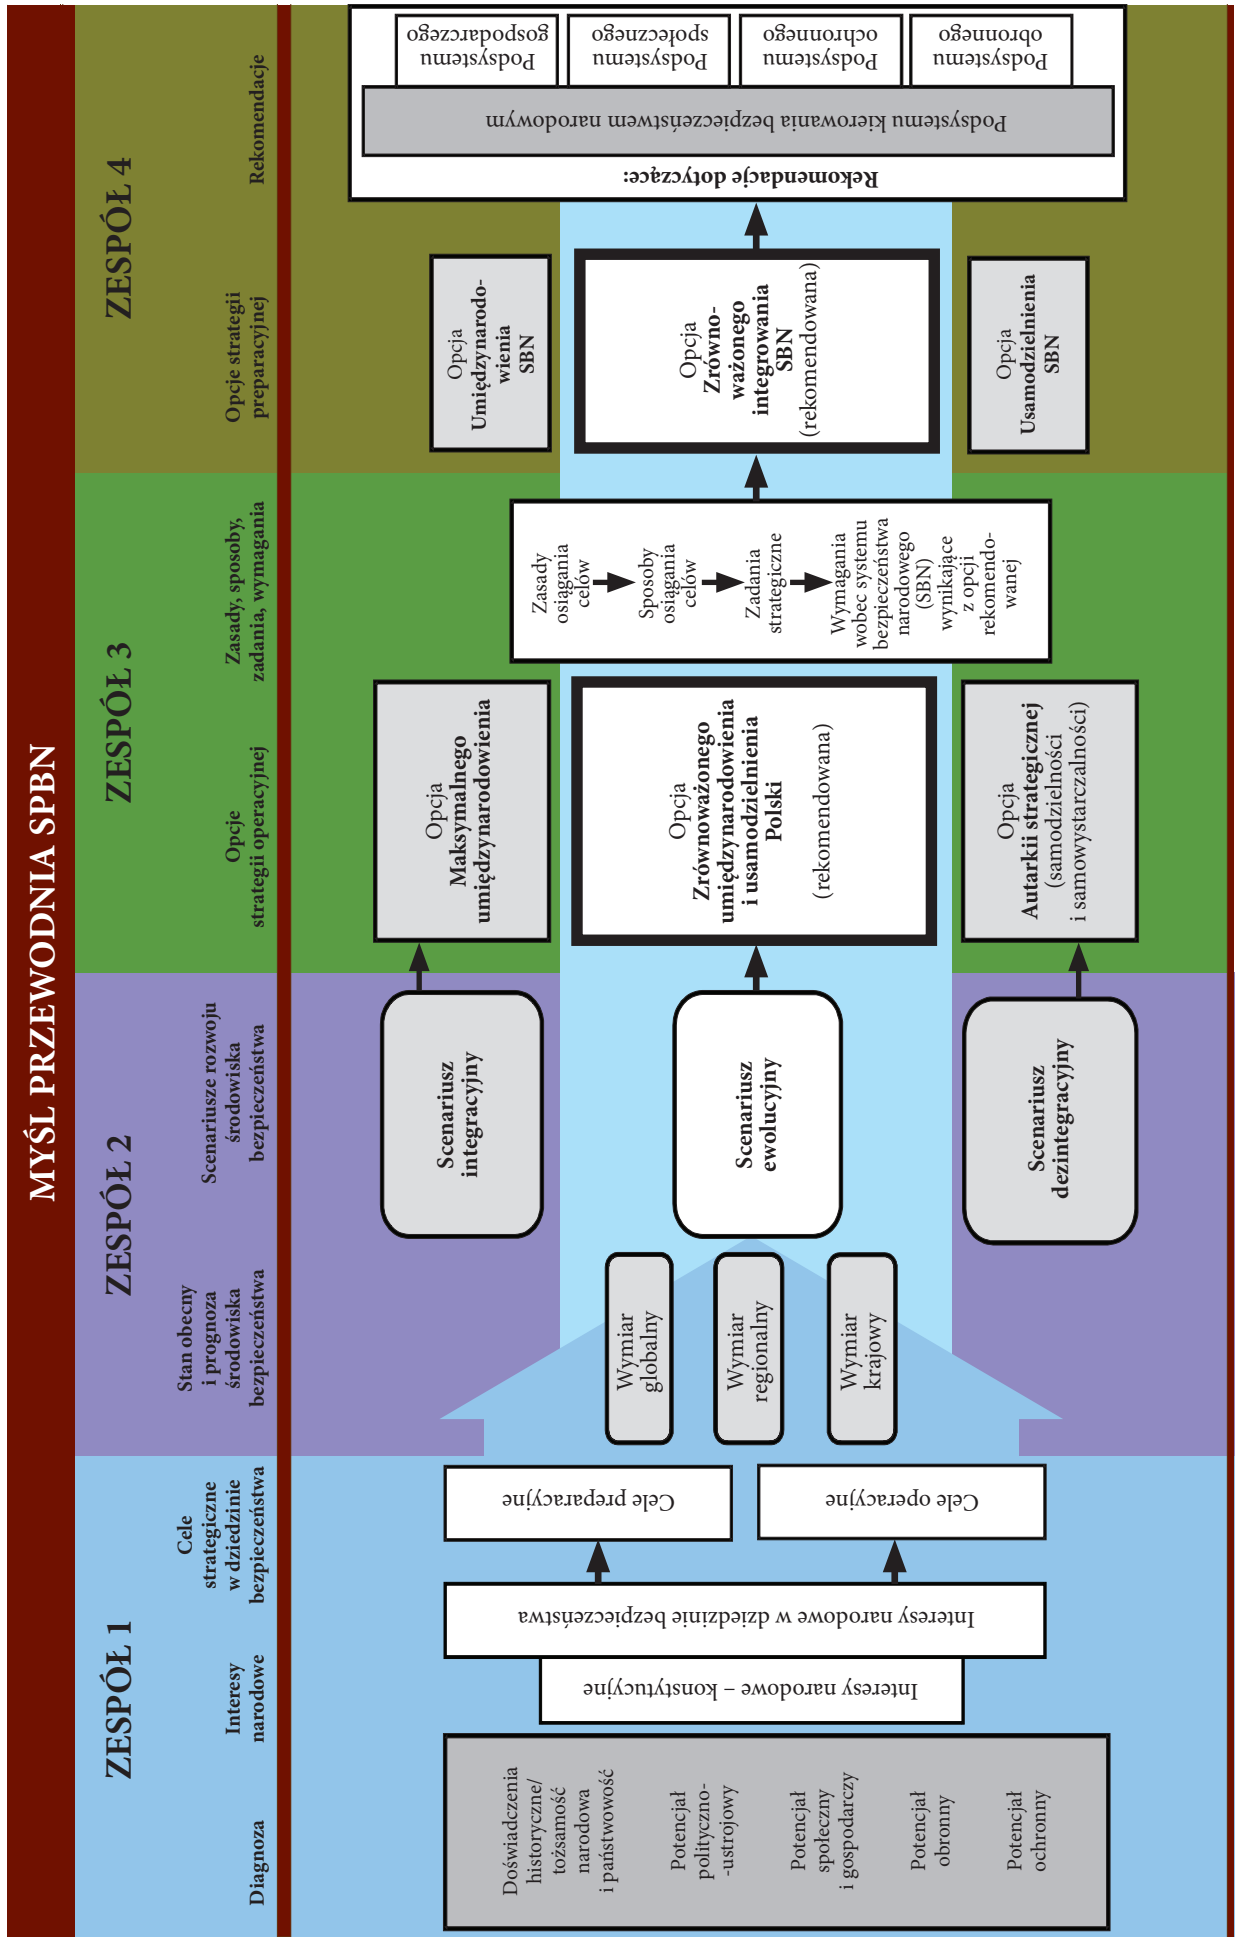 MYŚL PRZEWODNIA SPBN
ZESPÓŁ 1
ZESPÓŁ 2
ZESPÓŁ 3
ZESPÓŁ 4
Diagnoza
Interesy
narodowe
Cele
strategiczne
w dziedzinie
bezpieczeństwa
Stan obecny
i prognoza
środowiska
bezpieczeństwa
Scenariusze rozwoju
środowiska
bezpieczeństwa
Opcje
strategii operacyjnej
Zasady, sposoby,
zadania, wymagania
Opcje strategii
preparacyjnej
Rekomendacje
Doświadczenia
historyczne/
tożsamość
narodowa
i państwowość
Potencjał
polityczno-
-ustrojowy
Potencjał
społeczny
i gospodarczy
Potencjał
obronny
Potencjał
ochronny
Interesy narodowe – konstytucyjne
Interesy narodowe w dziedzinie bezpieczeństwa
Cele preparacyjne
Cele operacyjne
Wymiar
globalny
Wymiar
regionalny
Wymiar
krajowy
Scenariusz
integracyjny
Scenariusz
ewolucyjny
Scenariusz
dezintegracyjny
Opcja
Maksymalnego
umiędzynarodowienia
Opcja
Zrównoważonego
umiędzynarodowienia
i usamodzielnienia
Polski
(rekomendowana)
Opcja
Autarkii strategicznej
(samodzielności
i samowystarczalności)
Zasady
osiągania
celów
Sposoby
osiągania
celów
Zadania
strategiczne
Wymagania
wobec systemu
bezpieczeństwa
narodowego
(SBN)
wynikające
z opcji
rekomendo-
wanej
Opcja
Umiędzynarodo-
wienia
SBN
Opcja
Zrówno-
ważonego
integrowania
SBN
(rekomendowana)
Opcja
Usamodzielnienia
SBN
Rekomendacje dotyczące:
Podsystemu kierowania bezpieczeństwem narodowym
Podsystemu
obronnego
Podsystemu
ochronnego
Podsystemu
społecznego
Podsystemu
gospodarczego